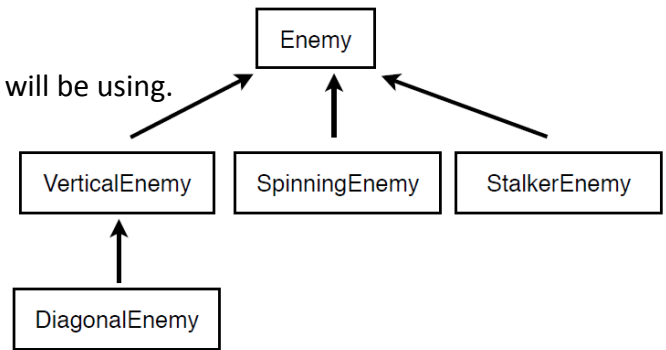 Enemy
will be using.
VerticalEnemy
SpinningEnemy
StalkerEnemy
DiagonalEnemy